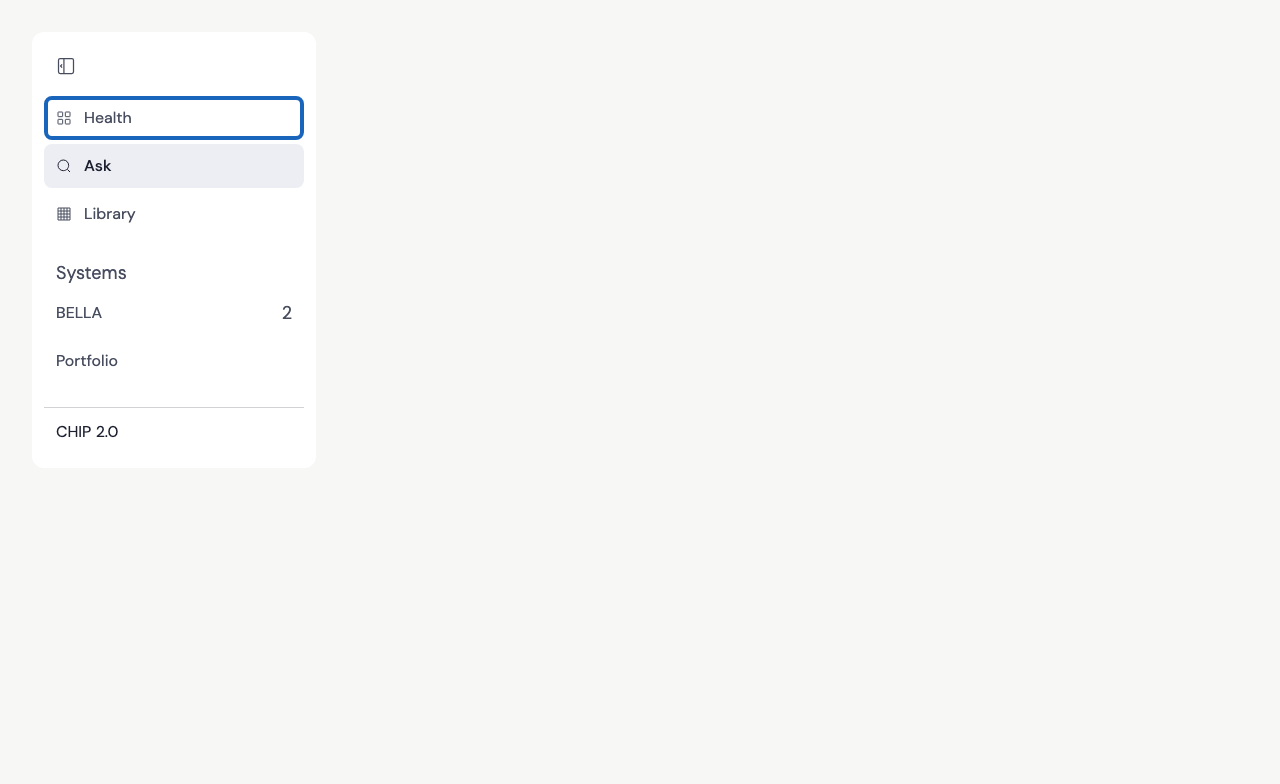 Health
Ask
Library
Systems
BELLA 2
Portfolio
CHIP 2.0